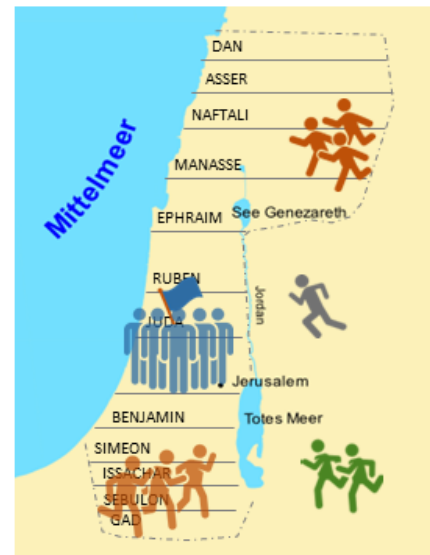 DAN
ASSER
NAFTALI
MANASSE
EPHRAIM
See Genezareth
Mittelmeer
RUBEN
Jordan
JUDA
Jerusalem
BENJAMIN
Totes Meer
SIMEON
ISSACHAR
SEBULON
GAD